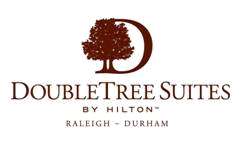 D
DOUBLETREE SUITES
BY HILTON™
RALEIGH ~ DURHAM